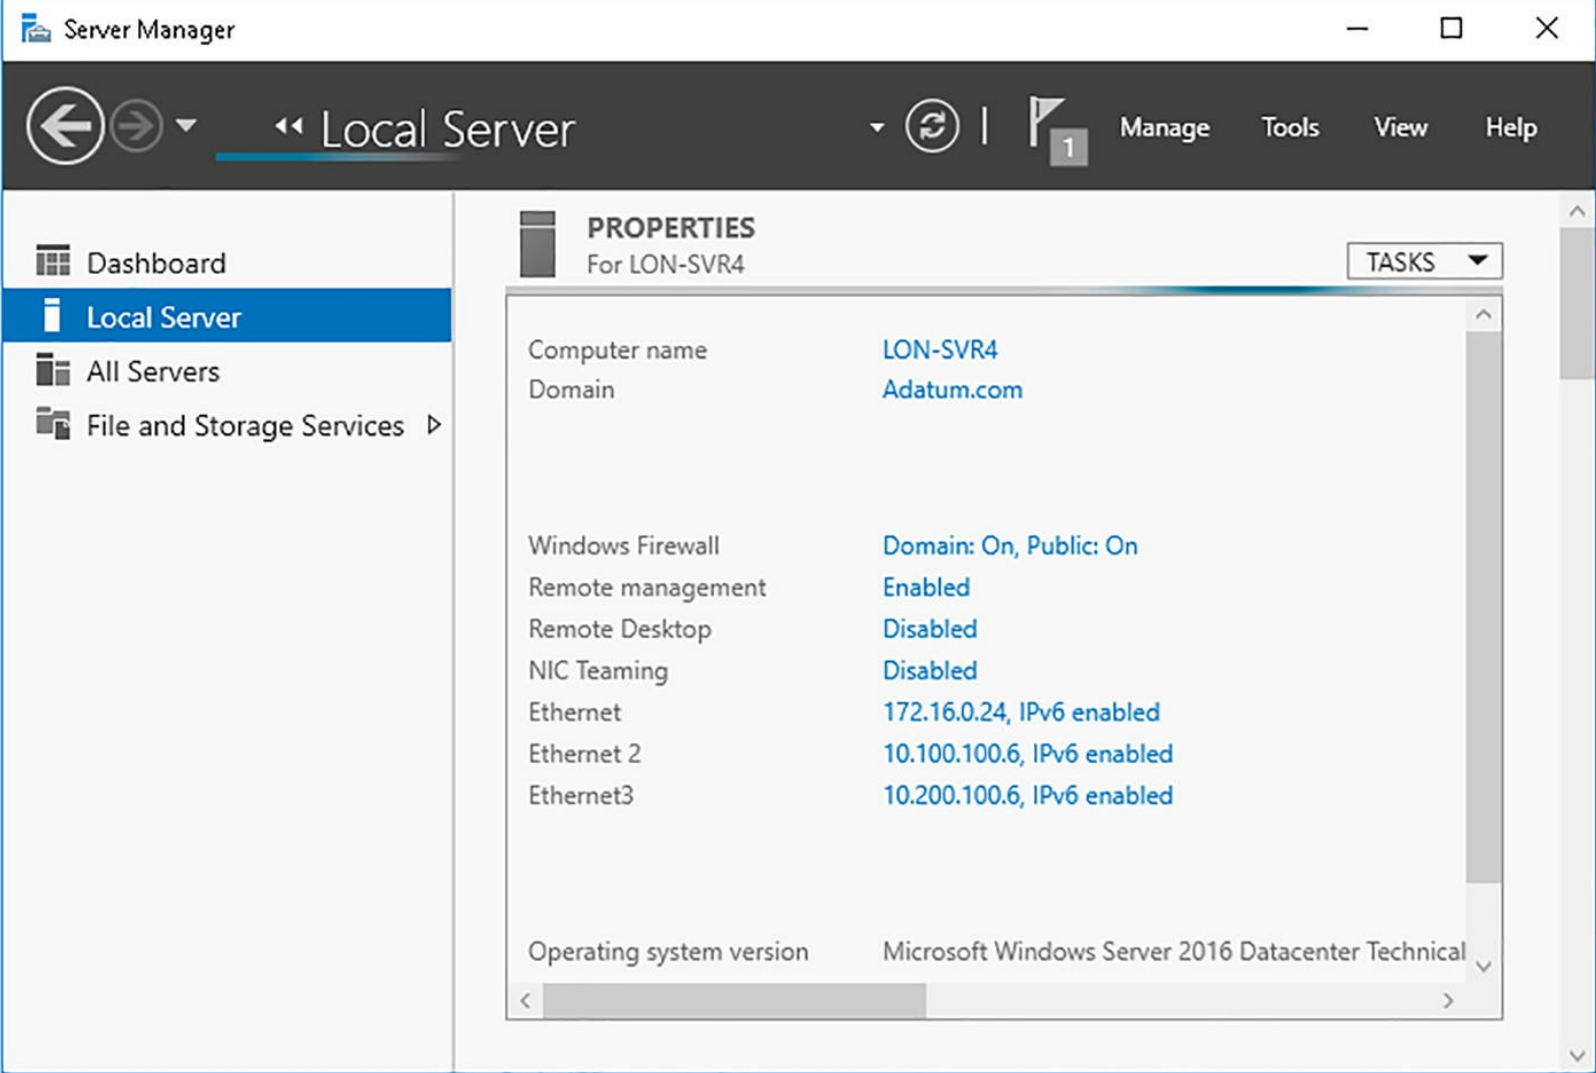 Server Manager
Local Server
1
Manage Tools View Help
Dashboard
Local Server
All Servers
File and Storage Services
PROPERTIES
For LON-SVR4
TASKS
Computer name LON-SVR4
Domain Adatum.com
Windows Firewall Domain: On, Public: On
Remote management Enabled
Remote Desktop Disabled
NIC Teaming Disabled
Ethernet 172.16.0.24, IPv6 enabled
Ethernet 2 10.100.100.6, IPv6 enabled
Ethernet3 10.200.100.6, IPv6 enabled
Operating system version Microsoft Windows Server 2016 Datacenter Technical